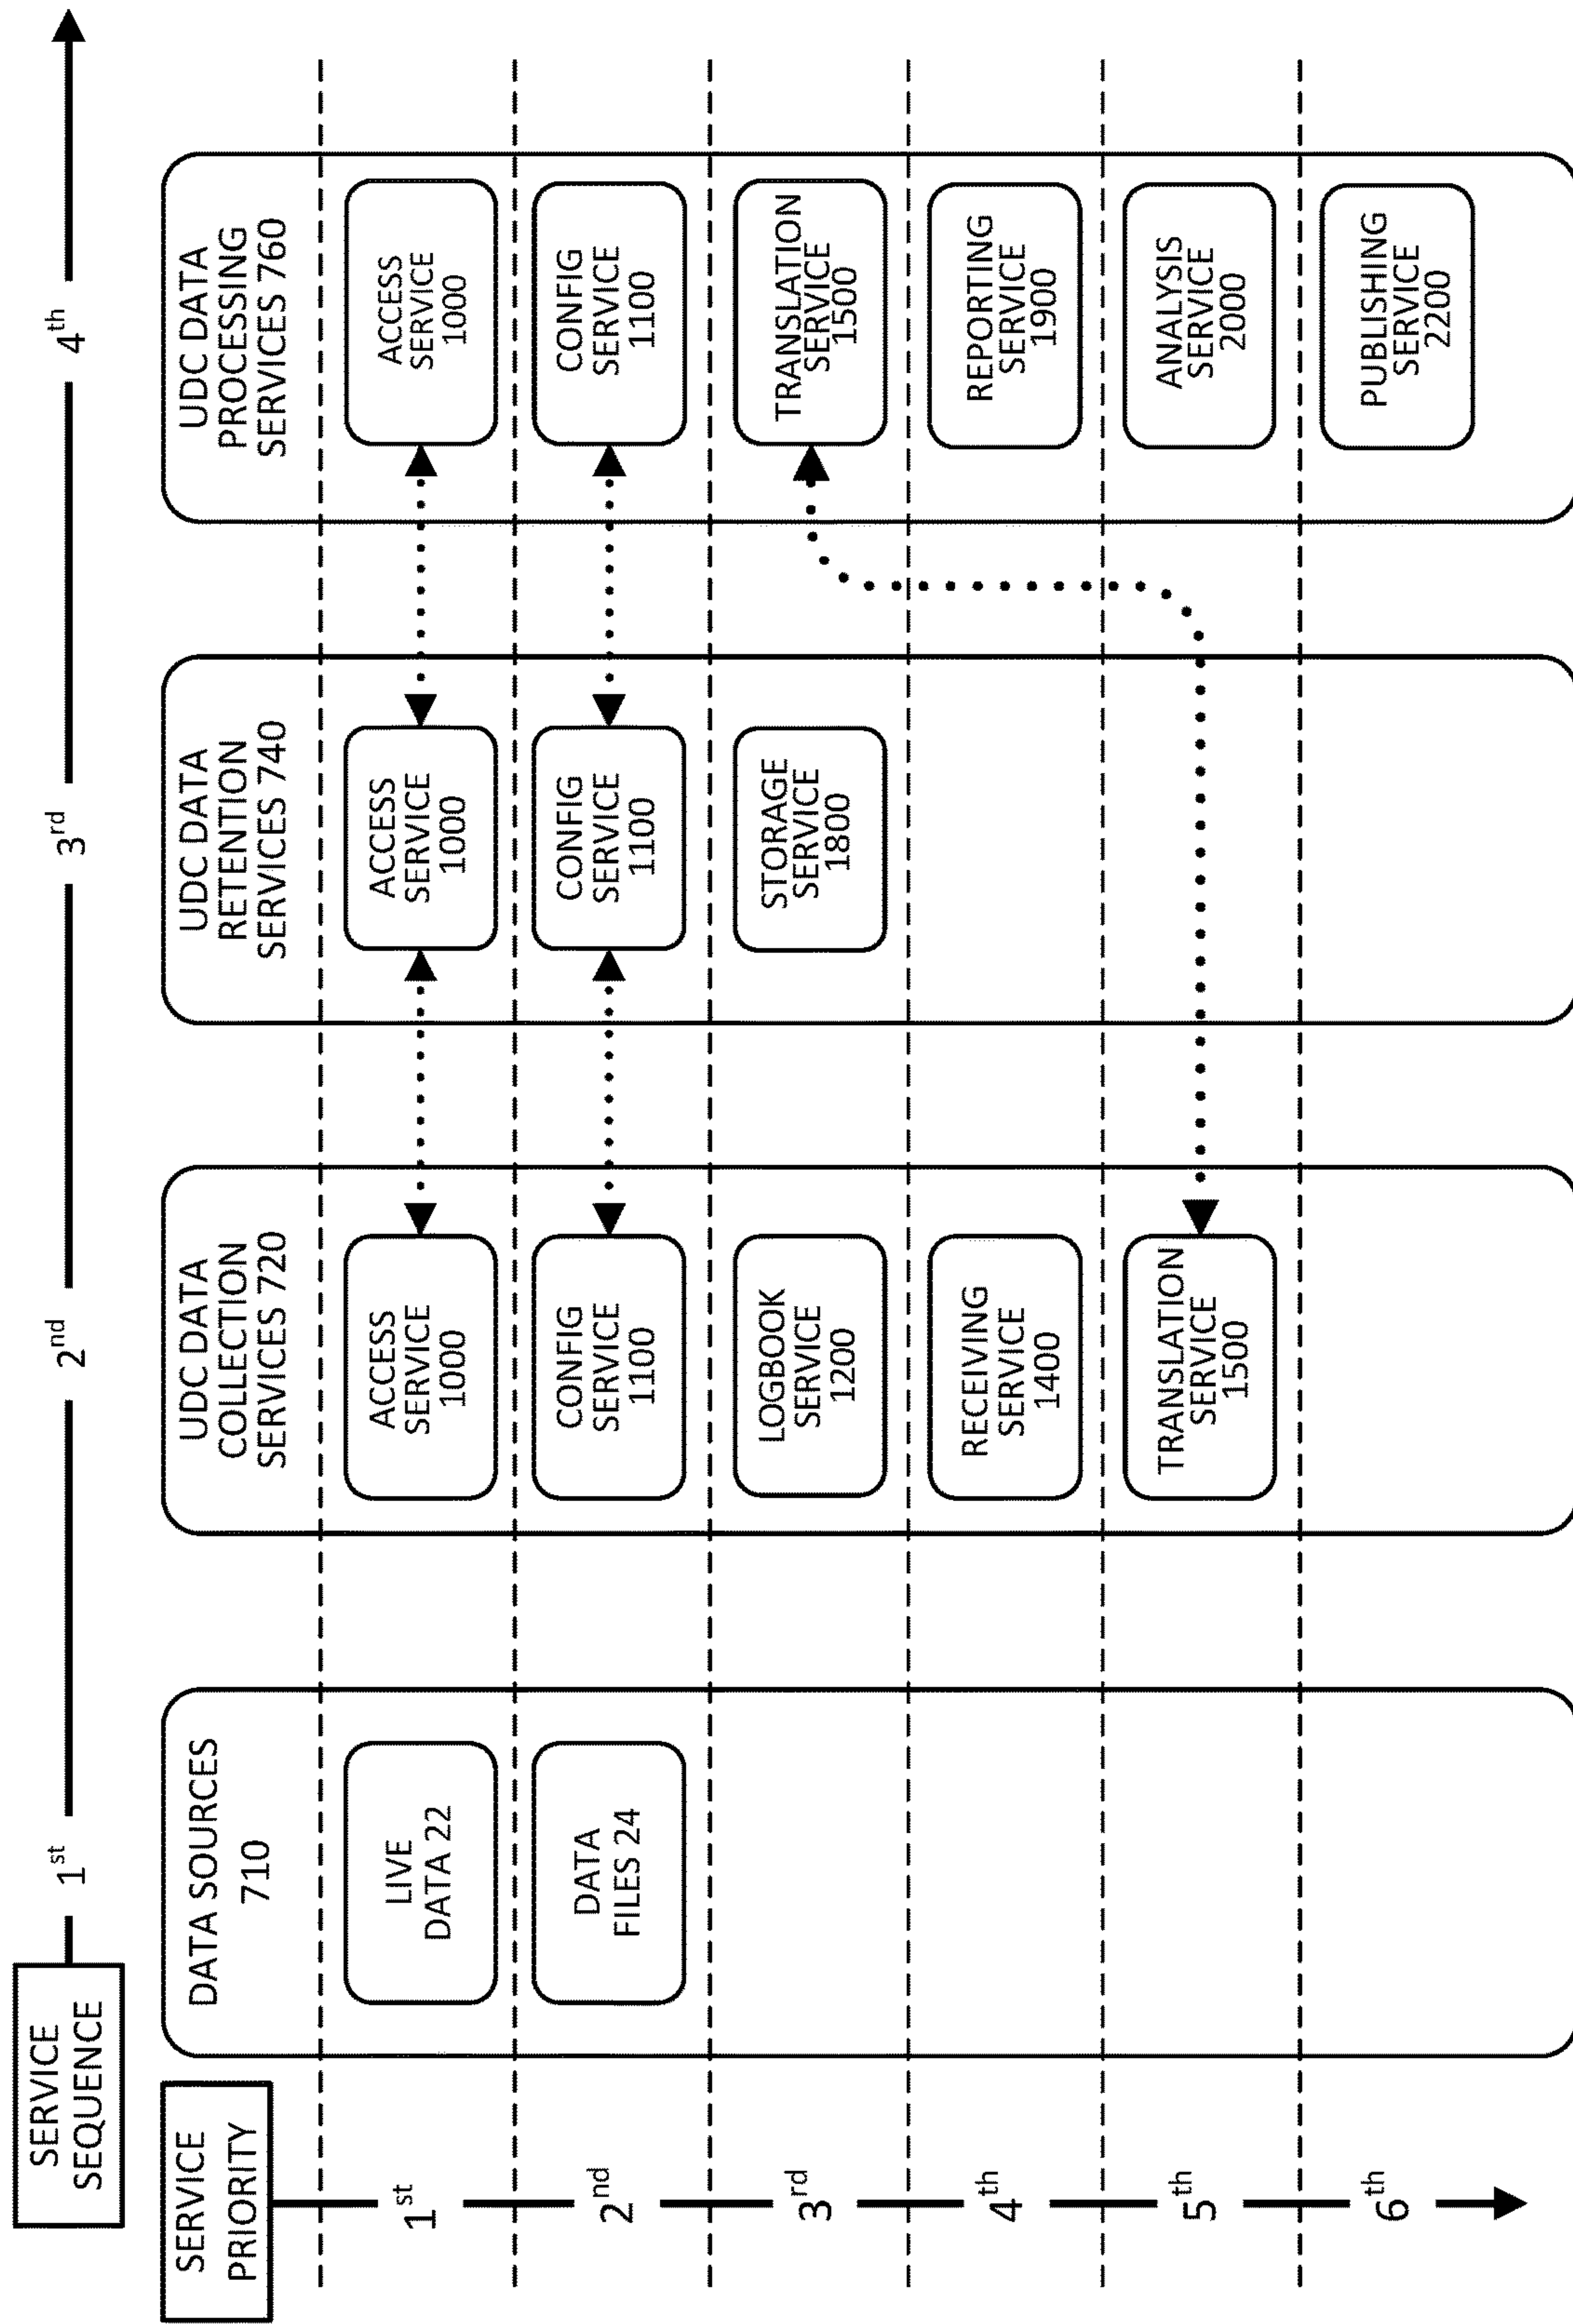 SERVICE
SEQUENCE
1st
2nd
3rd
4th
SERVICE
PRIORITY
1st
2nd
3rd
4th
5th
6th
DATA SOURCES
710
LIVE
DATA 22
DATA
FILES 24
UDC DATA
COLLECTION
SERVICES 720
ACCESS
SERVICE
1000
CONFIG
SERVICE
1100
LOGBOOK
SERVICE
1200
RECEIVING
SERVICE
1400
TRANSLATION
SERVICE
1500
UDC DATA
RETENTION
SERVICES 740
ACCESS
SERVICE
1000
CONFIG
SERVICE
1100
STORAGE
SERVICE
1800
UDC DATA
PROCESSING
SERVICES 760
ACCESS
SERVICE
1000
CONFIG
SERVICE
1100
TRANSLATION
SERVICE
1500
REPORTING
SERVICE
1900
ANALYSIS
SERVICE
2000
PUBLISHING
SERVICE
2200